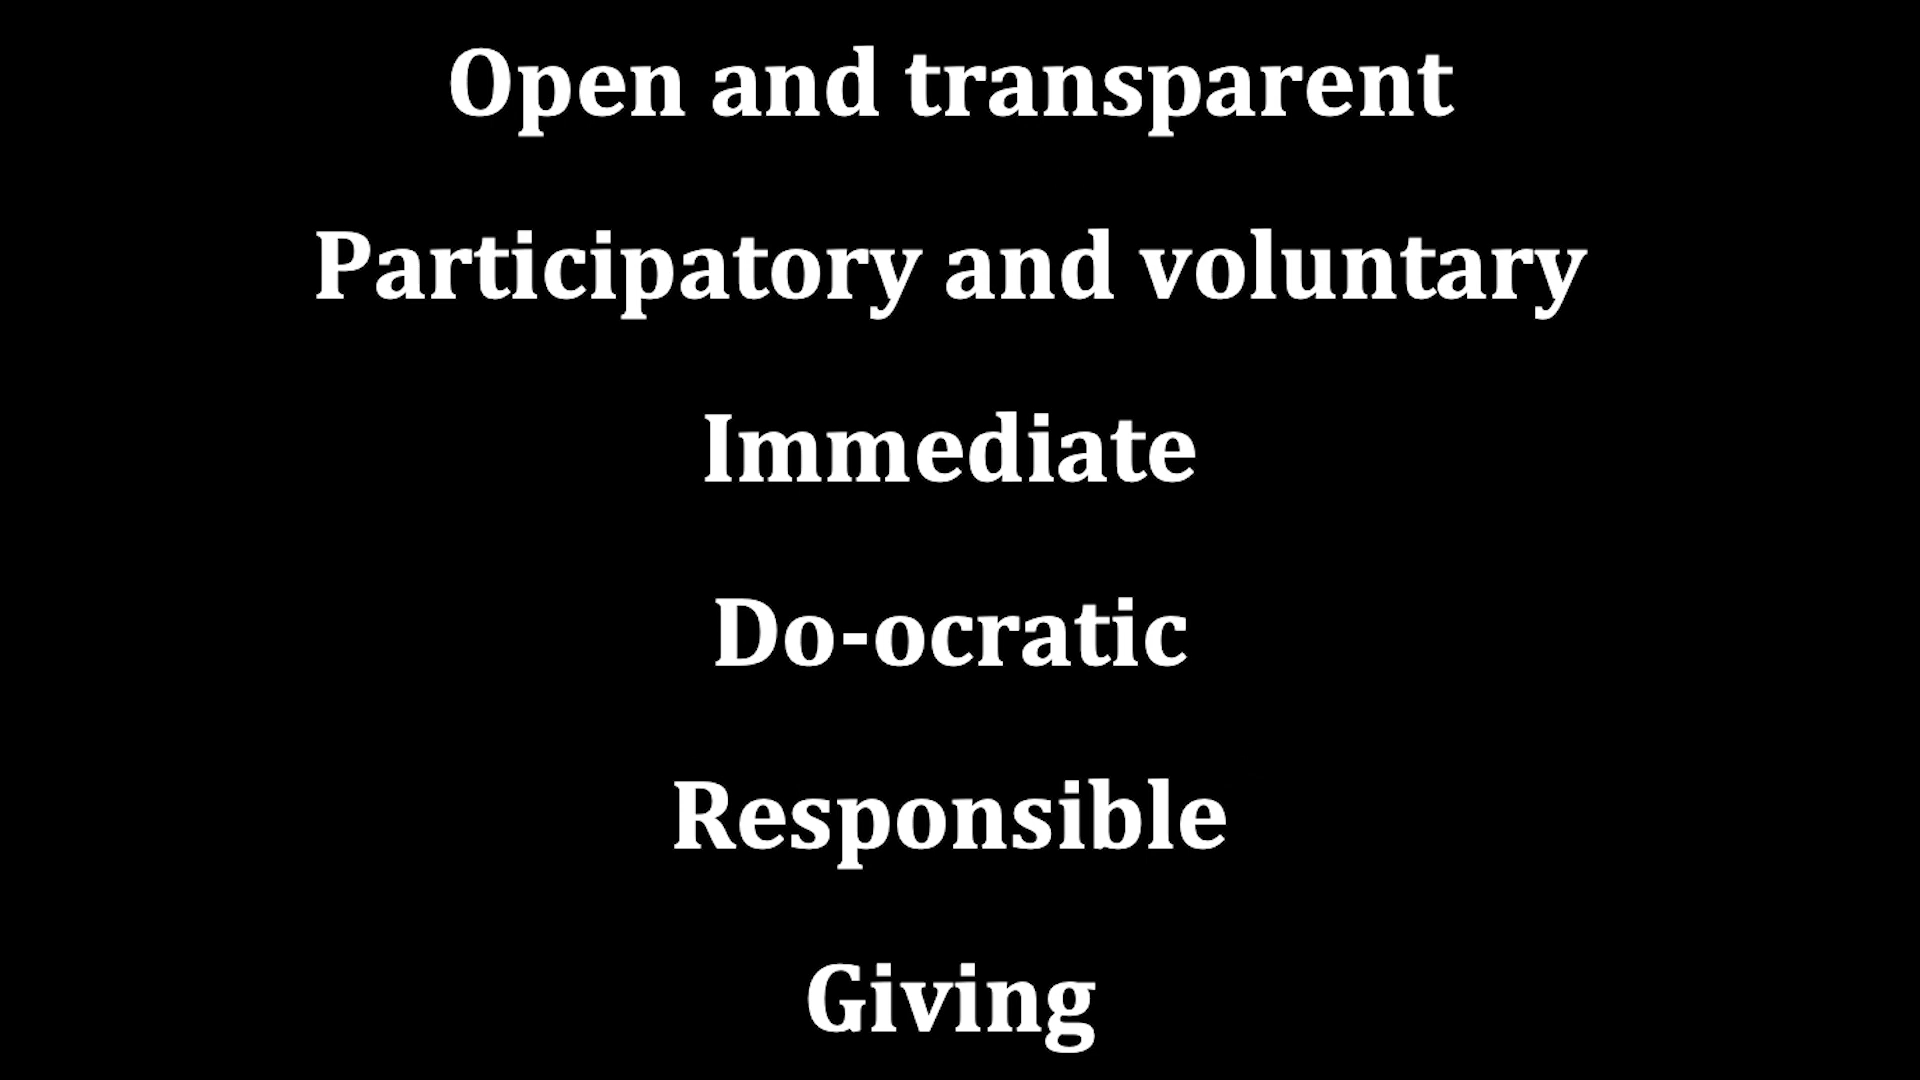 Open and transparent
Participatory and voluntary
Immediate
Do-ocratic
Responsible
Giving